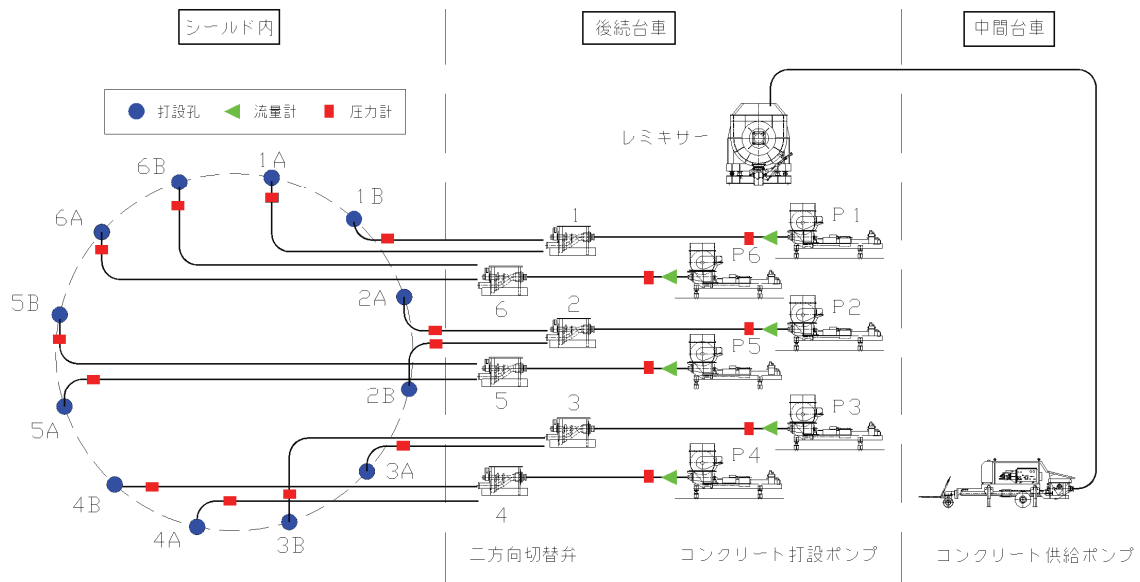 シールド内
後続台車
中間台車
打設孔
流量計
圧力計
レミキサー
6B
1A
1B
6A
1
P1
P6
5B
2A
6
2
P2
P5
2B
5
5A
3
P3
3A
P4
4B
4
4A
3B
二方向切替弁
コンクリート打設ポンプ
コンクリート供給ポンプ